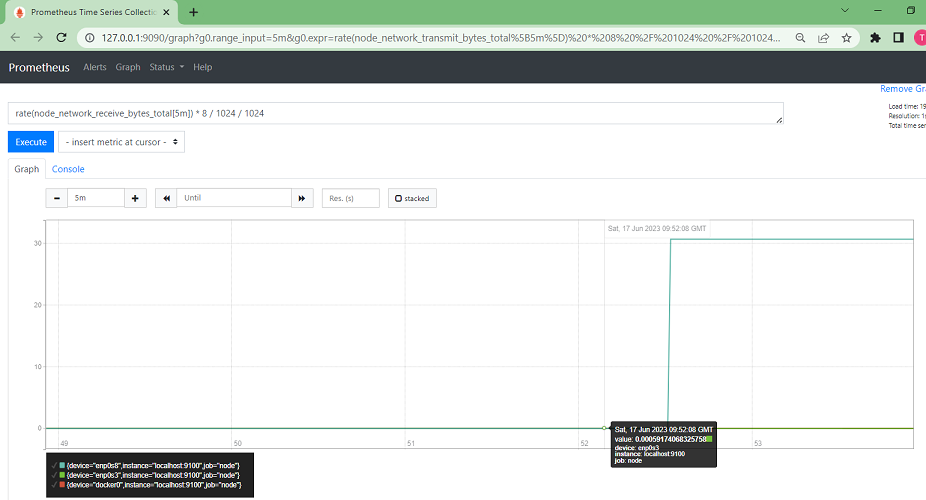 Prometheus Time Series Collectio
127.0.0.1:9090/graph?g0.range_input=5m&g0.expr=rate(node_network_transmit_bytes_total%5B5m%5D)%20*%208%20%2F%201024%20%2F%201024...
T
Prometheus Alerts Graph Status Help
Remove Gra
Load time: 19
Resolution: 1s
Total time ser
rate(node_network_receive_bytes_total[5m]) * 8 / 1024 / 1024
Execute - insert metric at cursor -
Graph Console
5m Until Res. (s) stacked
Sat, 17 Jun 2023 09:52:08 GMT
30
20
10
0
49 50 51 52 53
Sat, 17 Jun 2023 09:52:08 GMT
value: 0.00059174068325758
device: enp0s3
instance: localhost:9100
job: node
{device="enp0s8",instance="localhost:9100",job="node"}
{device="enp0s3",instance="localhost:9100",job="node"}
{device="docker0",instance="localhost:9100",job="node"}